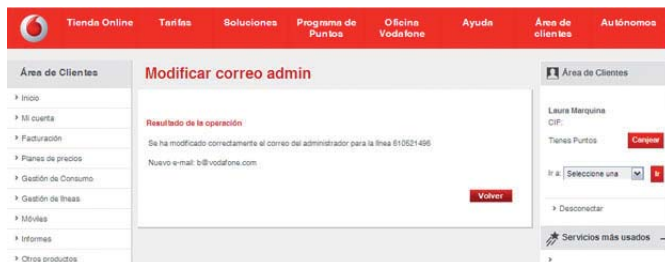 Tienda Online
Tarifas
Soluciones
Programa de
Puntos
Oficina
Vodafone
Ayuda
Área de
clientes
Autónomos
Área de Clientes
Inicio
Mi cuenta
Facturación
Planes de precios
Gestión de Consumo
Gestión de líneas
Móviles
Informes
Otros productos
Modificar correo admin
Resultado de la operación
Se ha modificado correctamente el correo del administrador para la línea 610521496
Nuevo e-mail: b@vodafone.com
Volver
Área de Clientes
Laura Marquina
CIF:
Tienes Puntos Canjear
Ir a: Seleccione una Ir
Desconectar
Servicios más usados